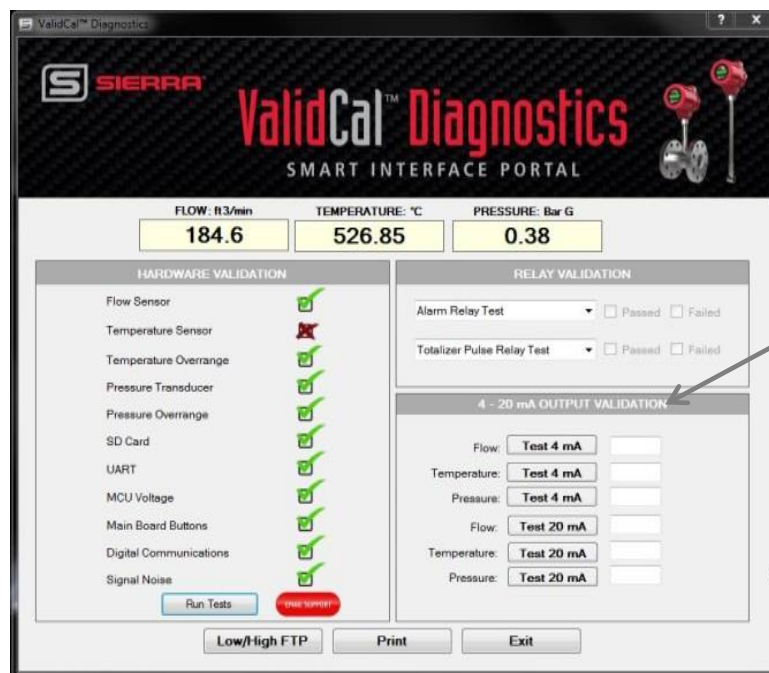 ValidCal™ Diagnostics
SIERRA
ValidCal™ Diagnostics
SMART INTERFACE PORTAL
FLOW: ft3/min TEMPERATURE: °C PRESSURE: Bar G
184.6 526.85 0.38
HARDWARE VALIDATION
Flow Sensor
Temperature Sensor
Temperature Overrange
Pressure Transducer
Pressure Overrange
SD Card
UART
MCU Voltage
Main Board Buttons
Digital Communications
Signal Noise
Run Tests EMAIL SUPPORT
RELAY VALIDATION
Alarm Relay Test Passed Failed
Totalizer Pulse Relay Test Passed Failed
4 - 20 mA OUTPUT VALIDATION
Flow: Test 4 mA
Temperature: Test 4 mA
Pressure: Test 4 mA
Flow: Test 20 mA
Temperature: Test 20 mA
Pressure: Test 20 mA
Low/High FTP Print Exit